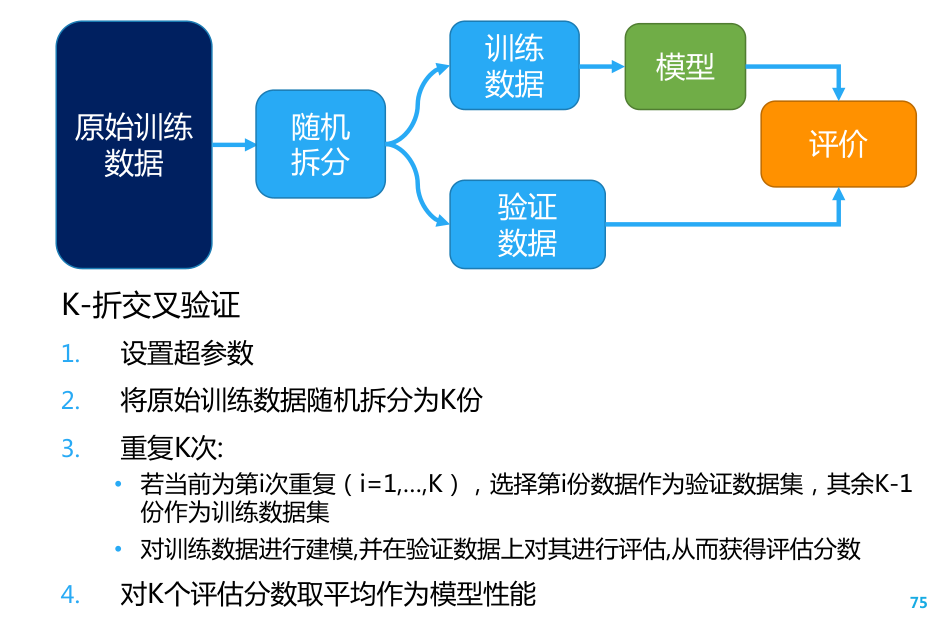 原始训练
数据
随机
拆分
训练
数据
模型
评价
验证
数据
K-折交叉验证
1. 设置超参数
2. 将原始训练数据随机拆分为K份
3. 重复K次:
• 若当前为第i次重复（i=1,...,K），选择第i份数据作为验证数据集，其余K-1
份作为训练数据集
• 对训练数据进行建模,并在验证数据上对其进行评估,从而获得评估分数
4. 对K个评估分数取平均作为模型性能
75